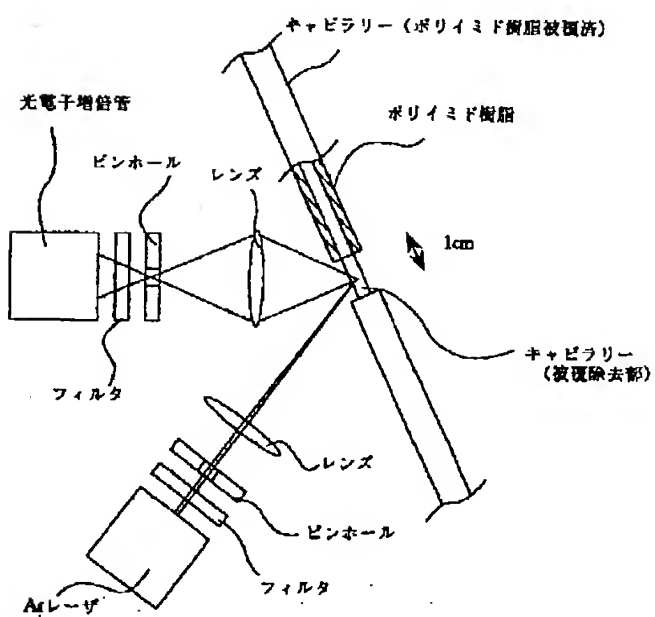 キャピラリー（ポリイミド樹脂被覆済）
光電子増倍管
ポリイミド樹脂
ピンホール
レンズ
1cm
キャピラリー
（被覆除去部）
フィルタ
レンズ
ピンホール
フィルタ
Arレーザ